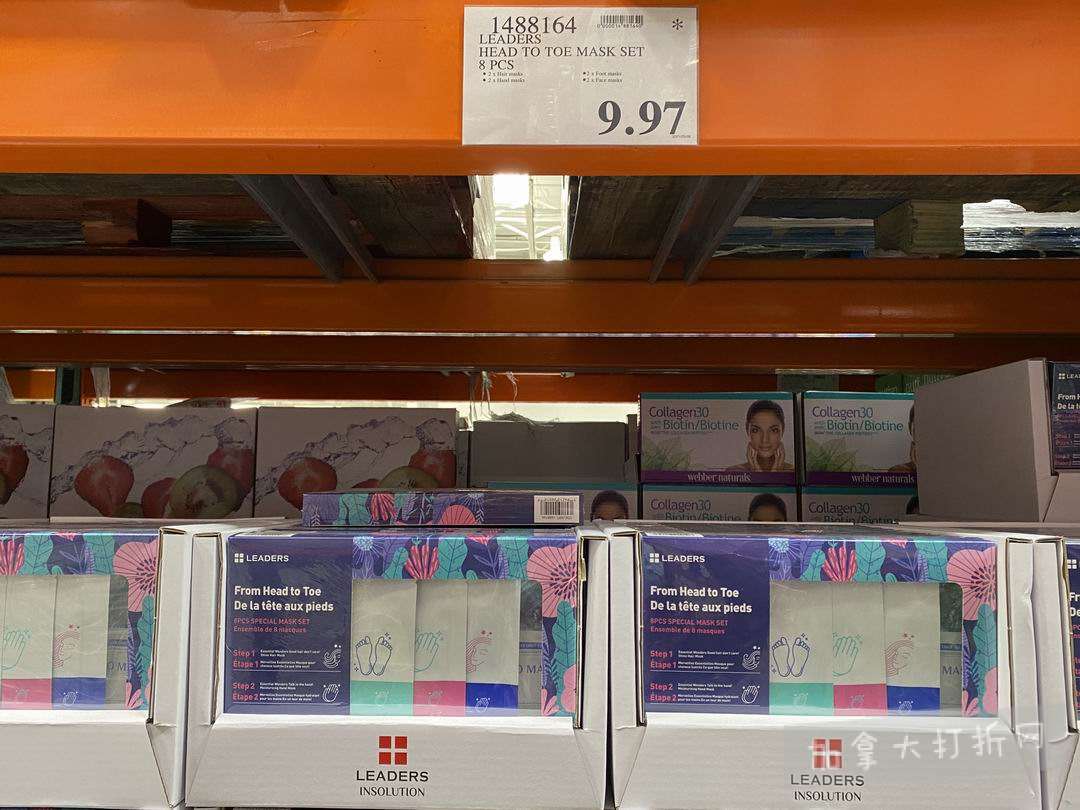 1488164
*
LEADERS
HEAD TO TOE MASK SET
8 PCS
• 2 x Hair masks
• 2 x Foot masks
• 2 x Hand masks
• 2 x Face masks
9.97
Collagen30
Biotin/Biotine
webber naturals
Collagen30
Biotin/Biotine
webber naturals
Collagen30
Biotin/Biotine
Collagen30
Biotin/Biotine
LEADERS
From Head to Toe
De la tête aux pieds
8PCS SPECIAL MASK SET
Ensemble de 8 masques
Step 1
Étape 1
Step 2
Étape 2
LEADERS
INSOLUTION
LEADERS
From Head to Toe
De la tête aux pieds
8PCS SPECIAL MASK SET
Ensemble de 8 masques
Step 1
Étape 1
Step 2
Étape 2
LEADERS
INSOLUTION
加拿大打折网